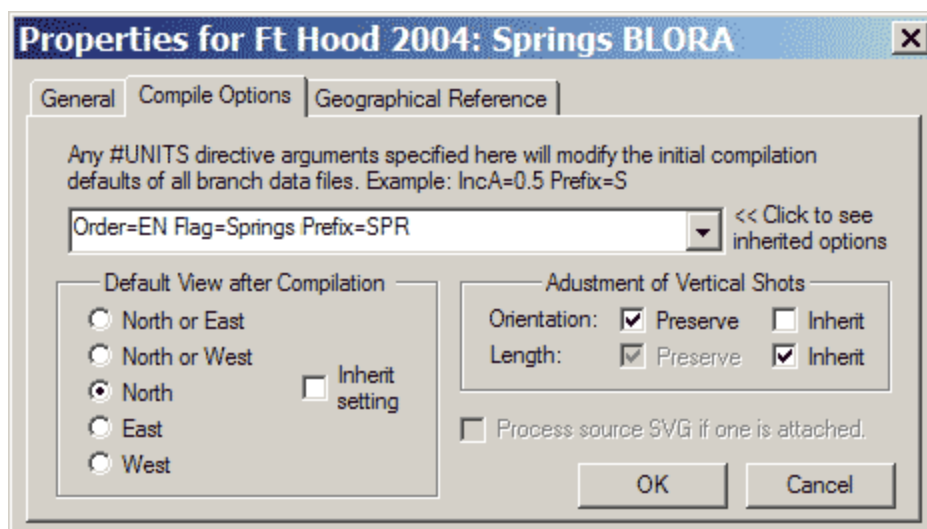 Properties for Ft Hood 2004: Springs BLORA
General Compile Options Geographical Reference
Any #UNITS directive arguments specified here will modify the initial compilation
defaults of all branch data files. Example: IncA=0.5 Prefix=S
Order=EN Flag=Springs Prefix=SPR
<< Click to see
inherited options
Default View after Compilation
North or East
North or West
North
East
West
Inherit
setting
Adustment of Vertical Shots
Orientation: Preserve Inherit
Length: Preserve Inherit
Process source SVG if one is attached.
OK Cancel